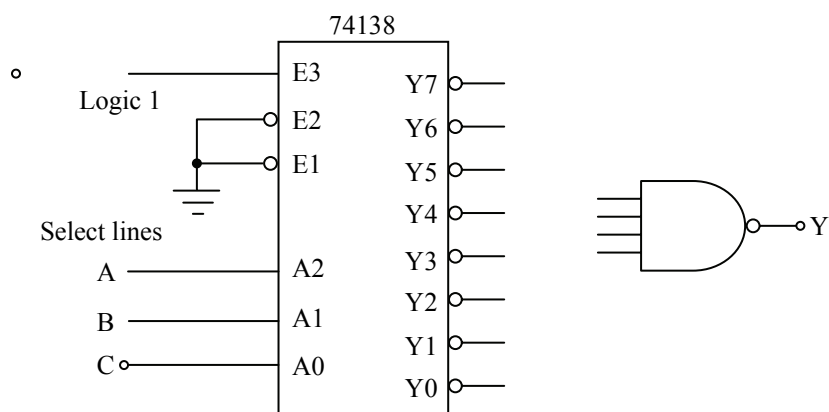 74138
E3
Logic 1
E2
E1
Select lines
A
A2
B
A1
C
A0
Y7
Y6
Y5
Y4
Y3
Y2
Y1
Y0
Y